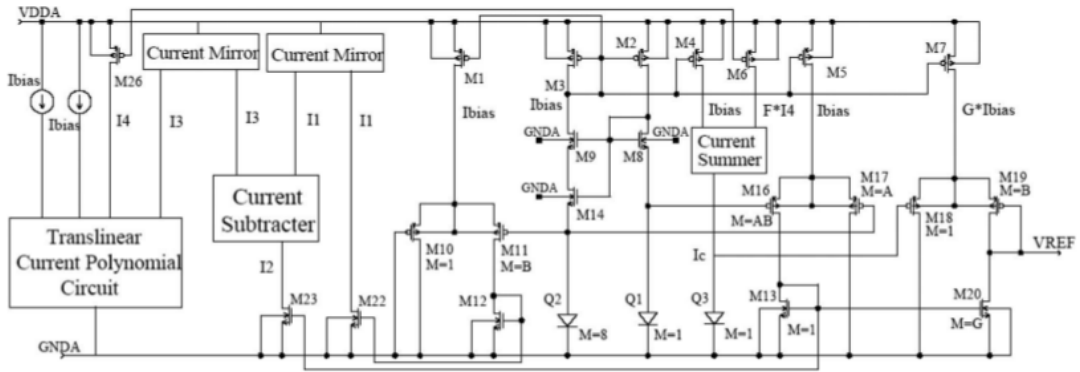 VDDA
Current Mirror
Current Mirror
M26
M1
M2
M3
M4
M6
M5
M7
Ibias
Ibias
I4
I3
I3
I1
I1
Ibias
Ibias
Ibias
F*I4
Ibias
G*Ibias
GNDA
M9
M8
GNDA
Current
Summer
GNDA
M14
Current
Subtracter
Translinear
Current Polynomial
Circuit
M10
M=1
M11
M=B
M16
M=AB
M17
M=A
M18
M=1
M19
M=B
VREF
Ic
I2
M23
M22
M12
Q2
M=8
Q1
M=1
Q3
M=1
M13
M=1
M20
M=G
GNDA